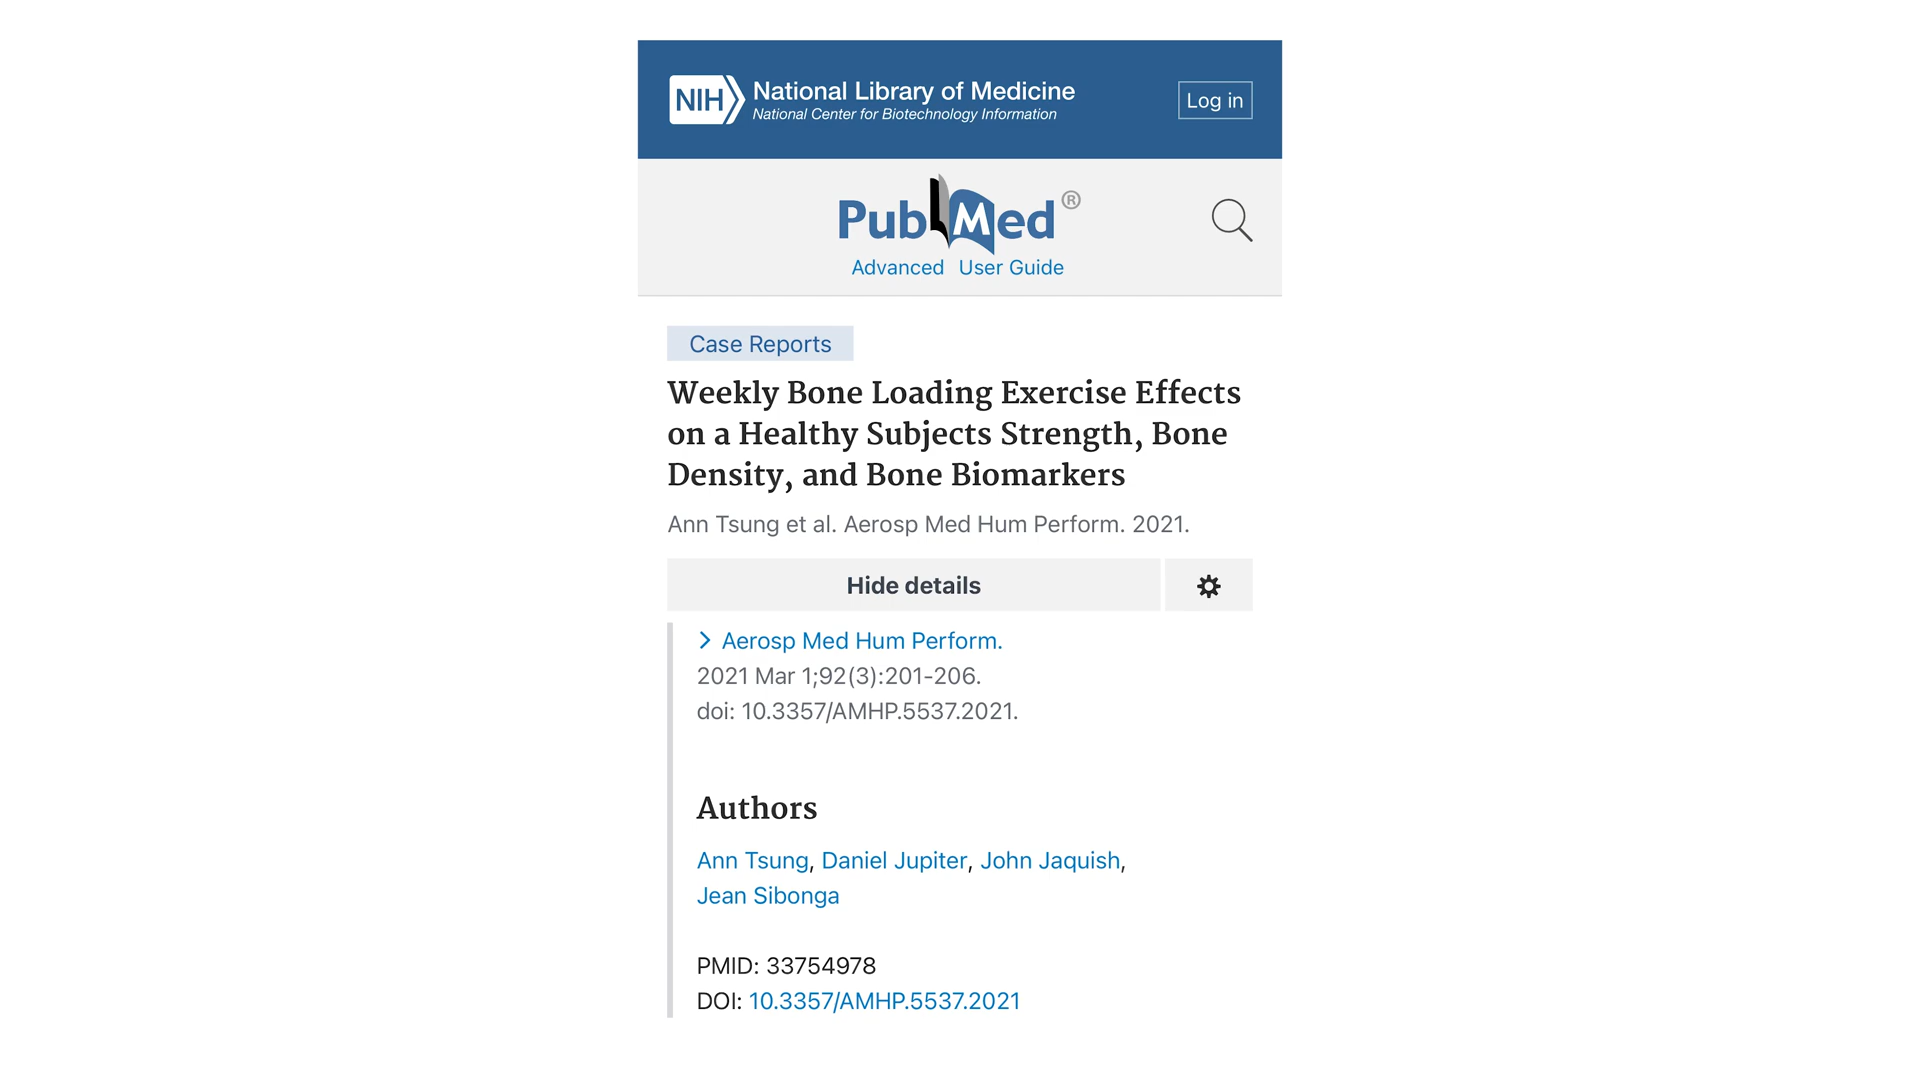 NIH National Library of Medicine
National Center for Biotechnology Information
Log in
PubMed®
Advanced User Guide
Case Reports
Weekly Bone Loading Exercise Effects
on a Healthy Subjects Strength, Bone
Density, and Bone Biomarkers
Ann Tsung et al. Aerosp Med Hum Perform. 2021.
Hide details
Aerosp Med Hum Perform.
2021 Mar 1;92(3):201-206.
doi: 10.3357/AMHP.5537.2021.
Authors
Ann Tsung, Daniel Jupiter, John Jaquish,
Jean Sibonga
PMID: 33754978
DOI: 10.3357/AMHP.5537.2021